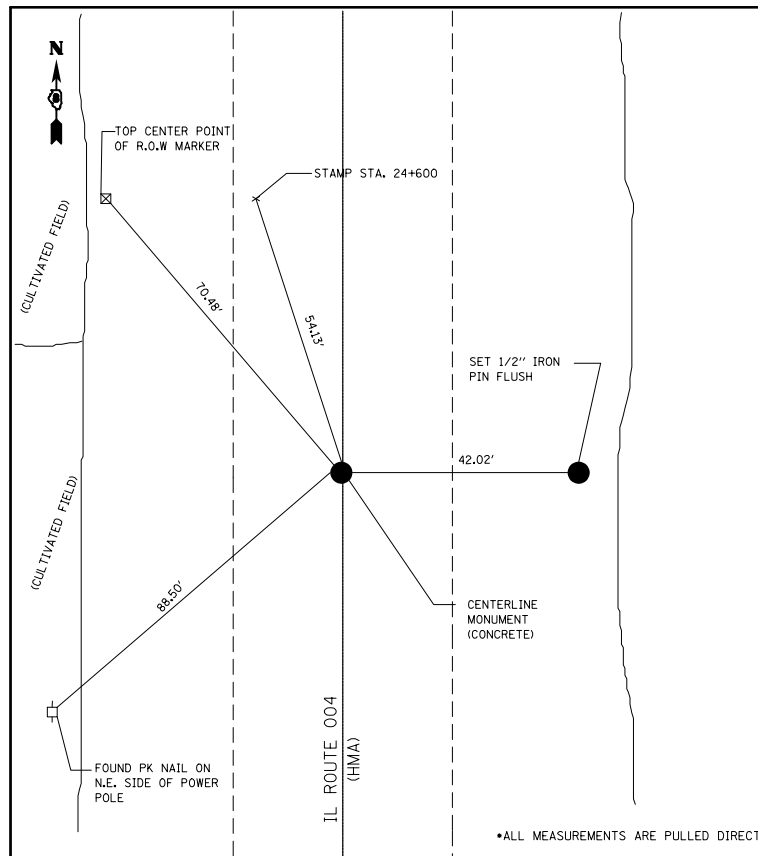 N
TOP CENTER POINT
OF R.O.W MARKER
STAMP STA. 24+600
(CULTIVATED FIELD)
70.48'
54.13'
SET 1/2" IRON
PIN FLUSH
42.02'
(CULTIVATED FIELD)
88.50'
CENTERLINE
MONUMENT
(CONCRETE)
IL ROUTE 004
(HMA)
FOUND PK NAIL ON
N.E. SIDE OF POWER
POLE
*ALL MEASUREMENTS ARE PULLED DIRECT